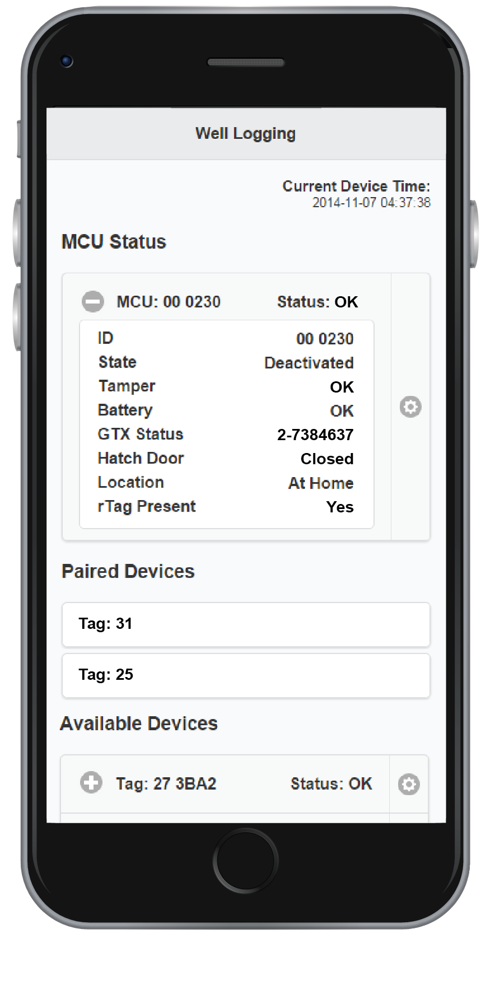 Well Logging
Current Device Time:
2014-11-07 04:37:38
MCU Status
MCU: 00 0230 Status: OK
ID 00 0230
State Deactivated
Tamper OK
Battery OK
GTX Status 2-7384637
Hatch Door Closed
Location At Home
rTag Present Yes
Paired Devices
Tag: 31
Tag: 25
Available Devices
Tag: 27 3BA2 Status: OK